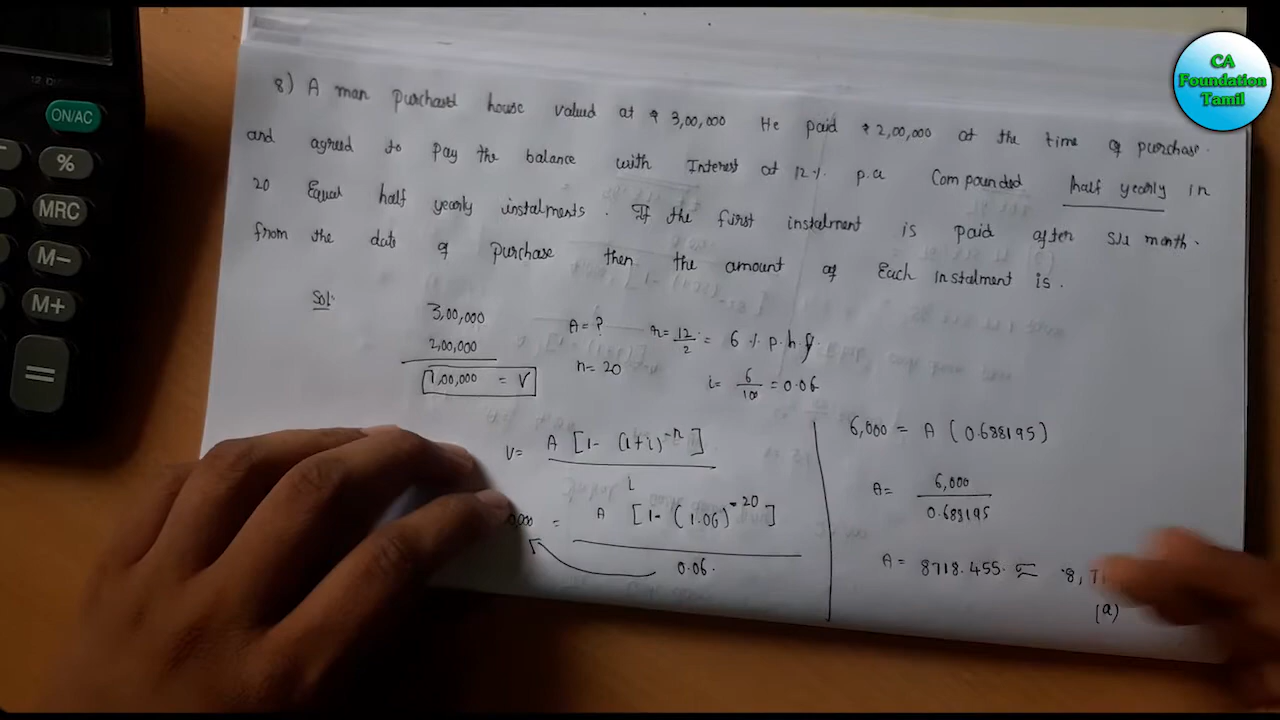 CA
Foundation
Tamil
12 D
ON/AC
%
MRC
M−
M+
=
8) A man purchased house valued at ₹ 3,00,000 He paid ₹ 2,00,000 at the time of purchase.
and agreed to pay the balance with Interest at 12 % p.a Compounded half yearly in
20 Equal half yearly instalments. If the first instalment is paid after six month.
from the date of purchase then the amount of Each instalment is.
Sol:
3,00,000
2,00,000
1,00,000 = V
A = ?
n = 20
r = 12/2 = 6 % p.h.y.
i = 6/100 = 0.06
V = A [1 - (1+i)^-n] / i
= A [1 - (1.06)^-20] / 0.06.
6,000 = A (0.688195)
A = 6,000 / 0.688195
A = 8718.455. ≃ 8,
(a)